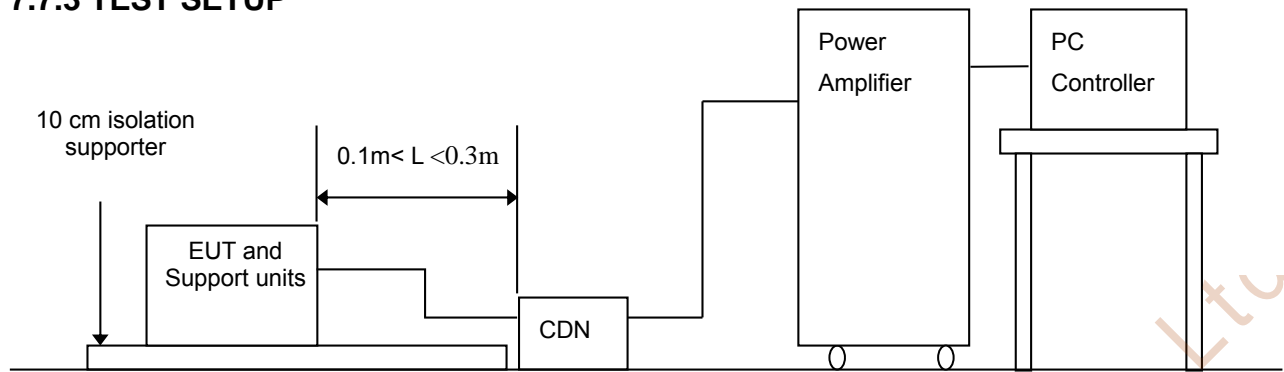 7.7.3 TEST SETUP
Power
Amplifier
PC
Controller
10 cm isolation
supporter
0.1m< L <0.3m
EUT and
Support units
CDN
Ltd